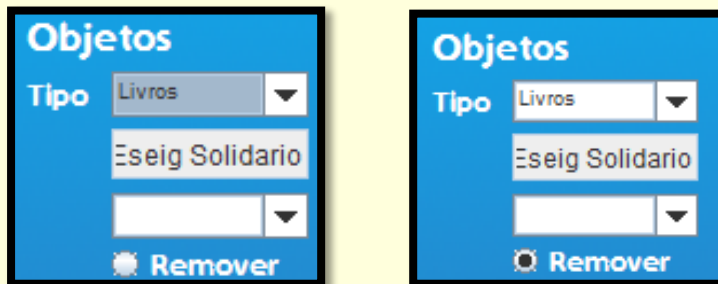 Objetos
Tipo Livros
Eseig Solidario
Remover
Objetos
Tipo Livros
Eseig Solidario
Remover